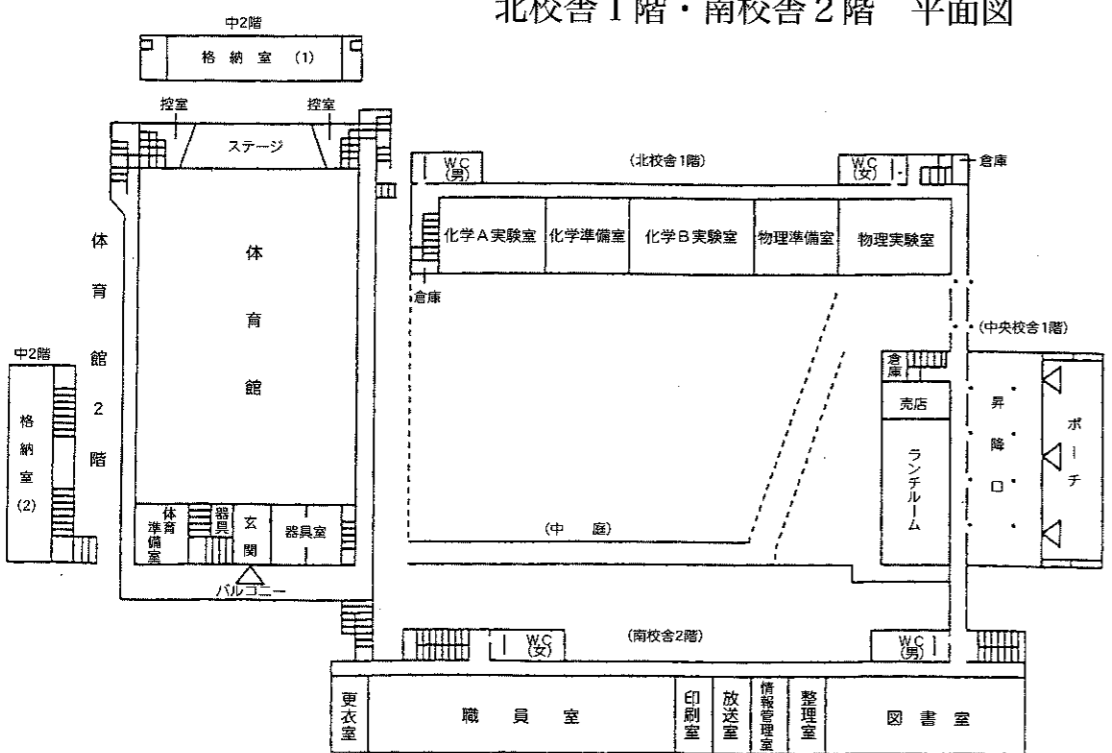 北校舎1階・南校舎2階　平面図
中2階
格納室(1)
控室
控室
ステージ
体育館
体育館2階
中2階
格納室(2)
体育準備室
器具
玄関
器具室
バルコニー
WC(男)
(北校舎1階)
WC(女)
倉庫
化学A実験室
化学準備室
化学B実験室
物理準備室
物理実験室
倉庫
(中央校舎1階)
倉庫
売店
ランチルーム
昇降口
ポーチ
(中庭)
WC(女)
(南校舎2階)
WC(男)
更衣室
職員室
印刷室
放送室
情報管理室
整理室
図書室